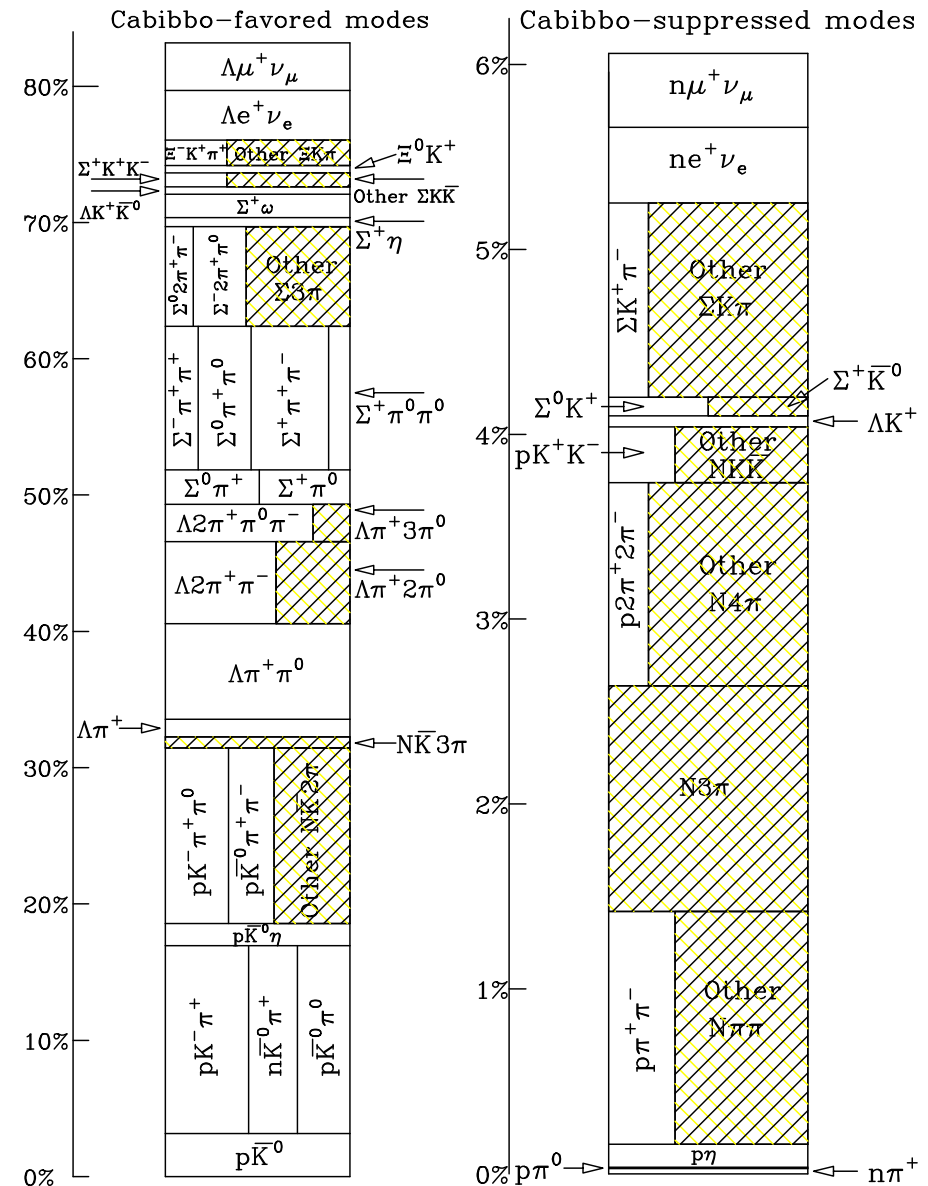 Cabibbo−favored modes
80%
70%
60%
50%
40%
30%
20%
10%
0%
Λμ⁺ν_μ
Λe⁺ν_e
Ξ⁻K⁺π⁺
Other ΞKπ
Ξ⁰K⁺
Σ⁺K⁺K⁻
Other ΣKK̅
ΛK⁺K̅⁰
Σ⁺ω
Σ⁺η
Σ⁰2π⁺π⁻
Σ⁻2π⁺π⁰
Other
Σ3π
Σ⁻π⁺π⁺
Σ⁰π⁺π⁰
Σ⁺π⁺π⁻
Σ⁺π⁰π⁰
Σ⁰π⁺
Σ⁺π⁰
Λ2π⁺π⁰π⁻
Λπ⁺3π⁰
Λ2π⁺π⁻
Λπ⁺2π⁰
Λπ⁺π⁰
Λπ⁺
NK̅3π
pK⁻π⁺π⁰
pK̅⁰π⁺π⁻
Other NK̅2π
pK̅⁰η
pK⁻π⁺
nK̅⁰π⁺
pK̅⁰π⁰
pK̅⁰
Cabibbo−suppressed modes
6%
5%
4%
3%
2%
1%
0%
nμ⁺ν_μ
ne⁺ν_e
ΣK⁺π⁻
Other
ΣKπ
Σ⁺K̅⁰
Σ⁰K⁺
ΛK⁺
pK⁺K⁻
Other
NKK̅
p2π⁺2π⁻
Other
N4π
N3π
pπ⁺π⁻
Other
Nππ
pη
pπ⁰
nπ⁺